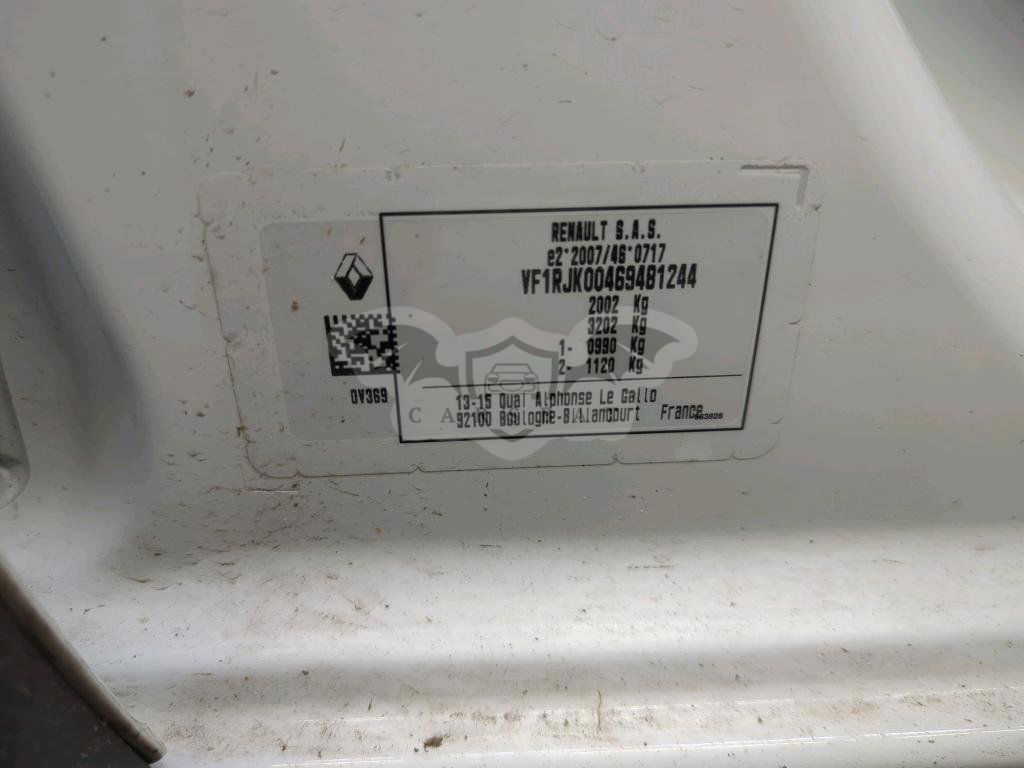 RENAULT S.A.S.
e2*2007/46*0717
VF1RJK00469481244
2002 Kg
3202 Kg
1- 0990 Kg
2- 1120 Kg
DV369
13-15 Quai Alphonse Le Gallo
92100 Boulogne-Billancourt France